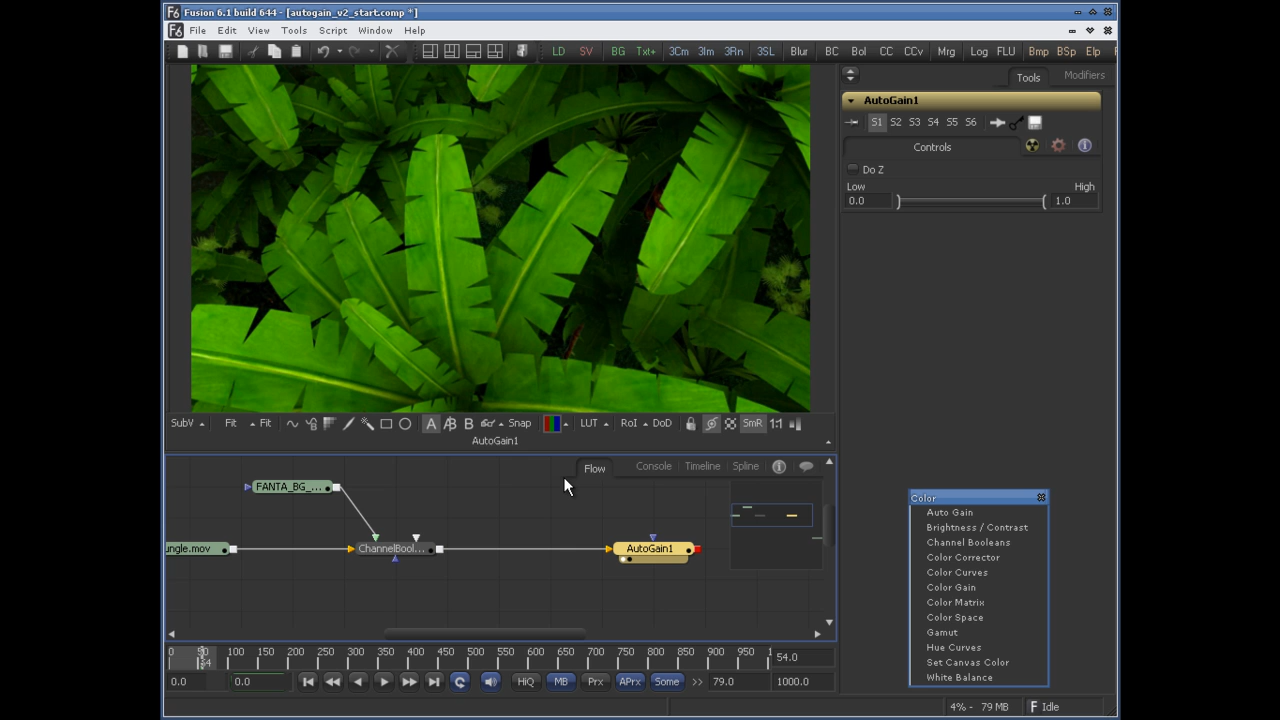 Fusion 6.1 build 644 - [autogain_v2_start.comp *]
File Edit View Tools Script Window Help
LD SV BG Txt+ 3Cm 3Im 3Rn 3SL Blur BC Bol CC CCv Mrg Log FLU Bmp BSp Elp
Tools Modifiers
AutoGain1
S1 S2 S3 S4 S5 S6
Controls
Do Z
Low High
0.0 1.0
SubV Fit Fit A B Snap LUT RoI DoD SmR 1:1
AutoGain1
Flow Console Timeline Spline
FANTA_BG_...
ungle.mov ChannelBool... AutoGain1
Color
Auto Gain
Brightness / Contrast
Channel Booleans
Color Corrector
Color Curves
Color Gain
Color Matrix
Color Space
Gamut
Hue Curves
Set Canvas Color
White Balance
0 50 100 150 200 250 300 350 400 450 500 550 600 650 700 750 800 850 900 950 1
54 54.0
0.0 0.0 HiQ MB Prx APrx Some >> 79.0 1000.0
4% - 79 MB Idle